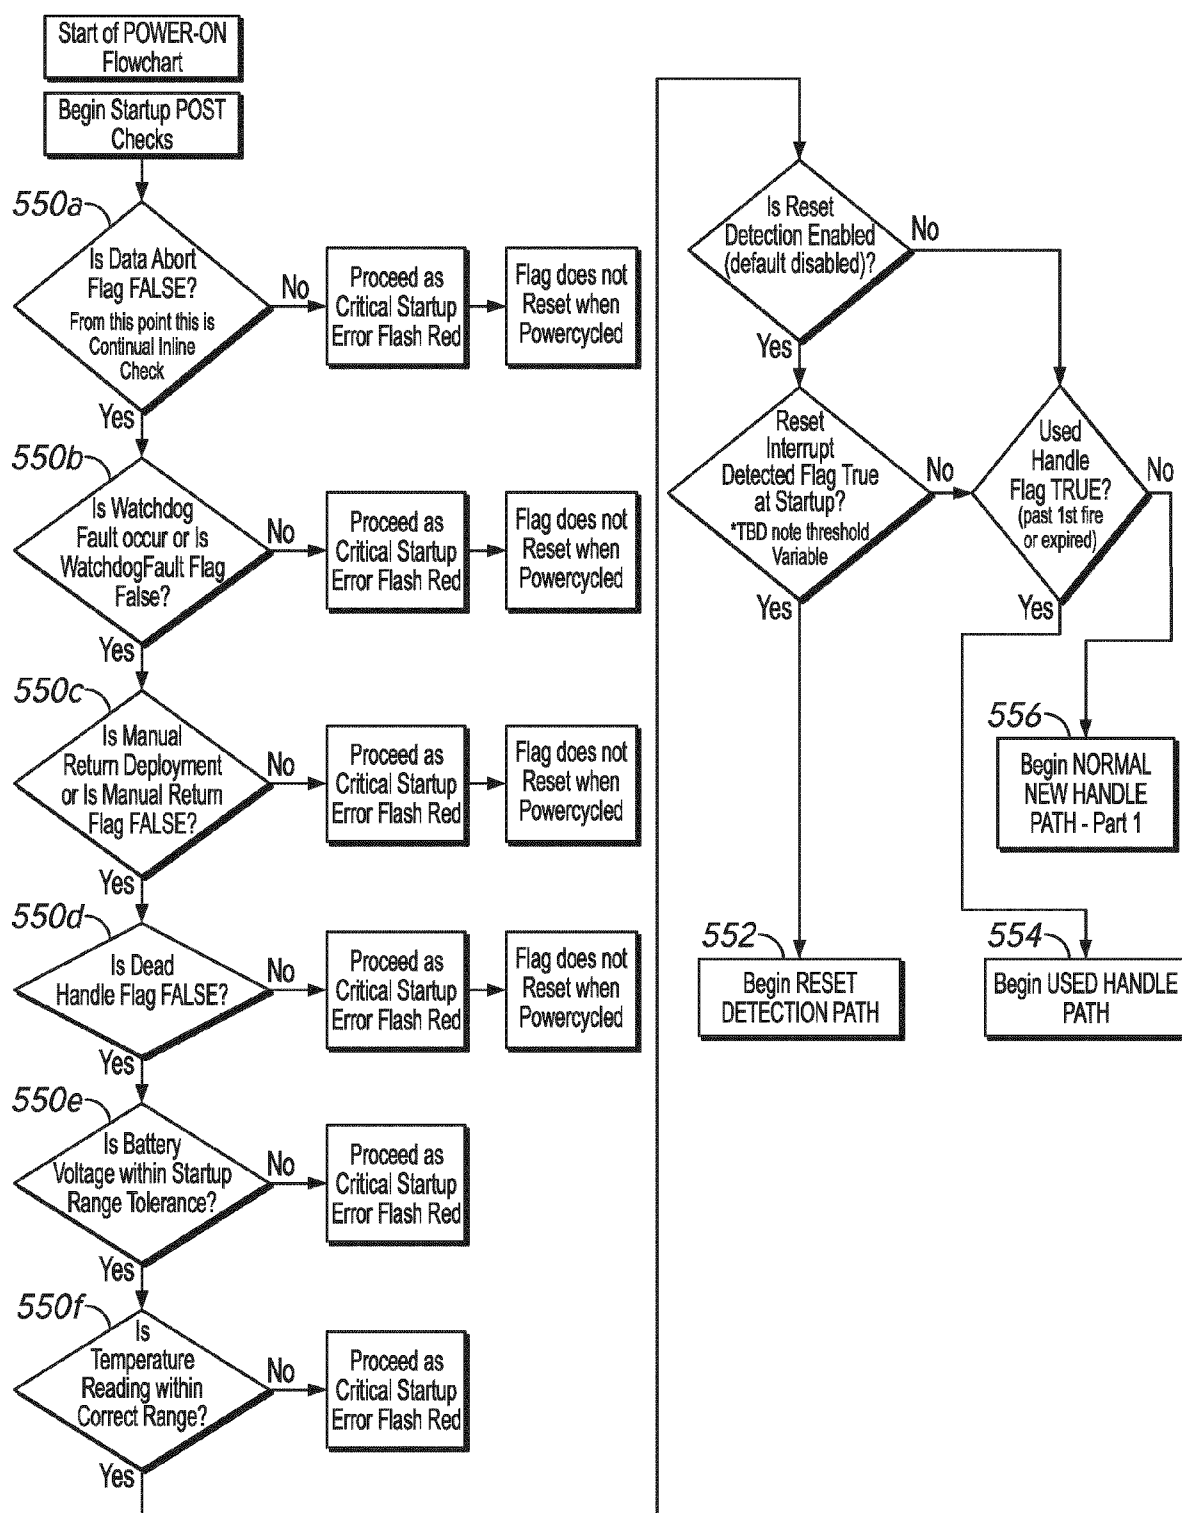 Start of POWER-ON
Flowchart
Begin Startup POST
Checks
550a
Is Data Abort
Flag FALSE?
From this point this is
Continual Inline
Check
No
Proceed as
Critical Startup
Error Flash Red
Flag does not
Reset when
Powercycled
Yes
550b
Is Watchdog
Fault occur or Is
WatchdogFault Flag
False?
No
Proceed as
Critical Startup
Error Flash Red
Flag does not
Reset when
Powercycled
Yes
550c
Is Manual
Return Deployment
or Is Manual Return
Flag FALSE?
No
Proceed as
Critical Startup
Error Flash Red
Flag does not
Reset when
Powercycled
Yes
550d
Is Dead
Handle Flag FALSE?
No
Proceed as
Critical Startup
Error Flash Red
Flag does not
Reset when
Powercycled
Yes
550e
Is Battery
Voltage within Startup
Range Tolerance?
No
Proceed as
Critical Startup
Error Flash Red
Yes
550f
Is
Temperature
Reading within
Correct Range?
No
Proceed as
Critical Startup
Error Flash Red
Yes
Is Reset
Detection Enabled
(default disabled)?
No
Yes
Reset
Interrupt
Detected Flag True
at Startup?
*TBD note threshold
Variable
No
Yes
Used
Handle
Flag TRUE?
(past 1st fire
or expired)
No
Yes
556
Begin NORMAL
NEW HANDLE
PATH - Part 1
552
Begin RESET
DETECTION PATH
554
Begin USED HANDLE
PATH